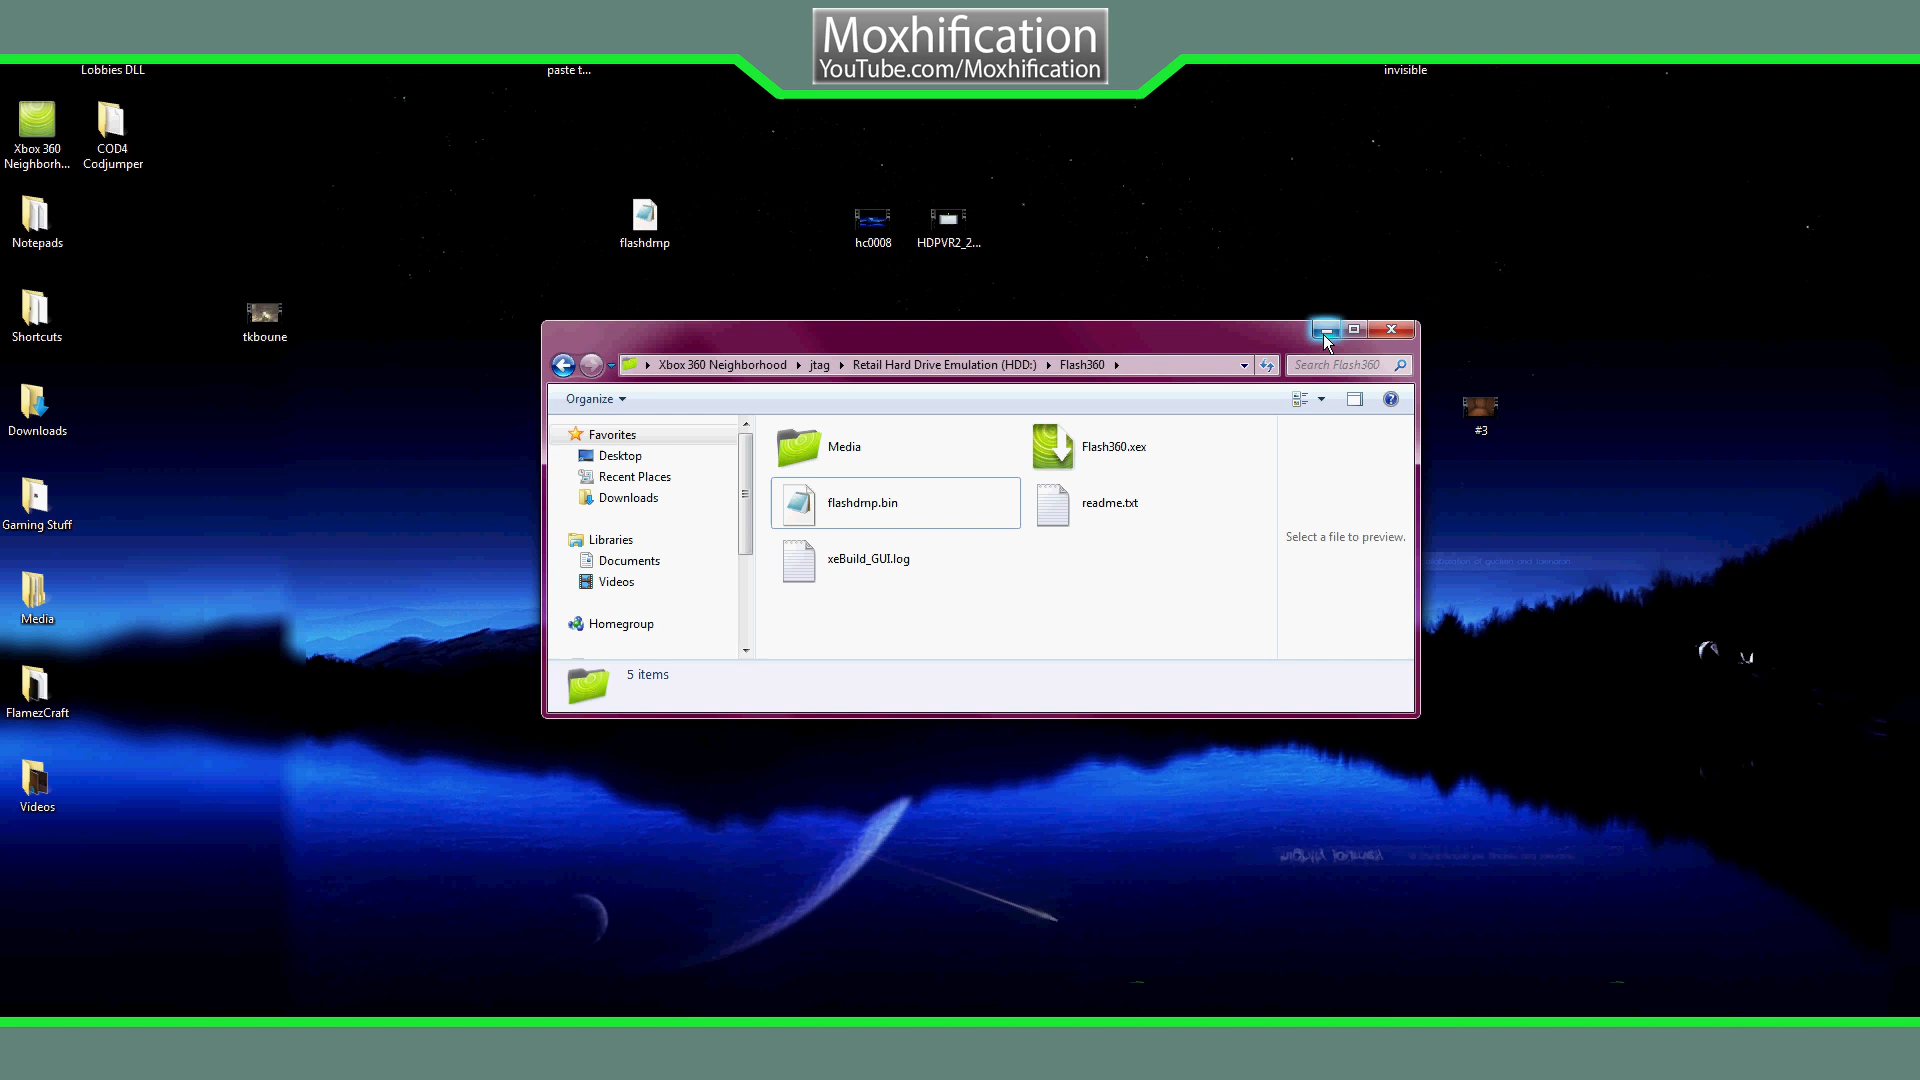 Moxhification
YouTube.com/Moxhification
Lobbies DLL
paste t...
invisible
Xbox 360
Neighborh...
COD4
Codjumper
Notepads
flashdmp
hc0008
HDPVR2_2...
Shortcuts
tkboune
Xbox 360 Neighborhood
jtag
Retail Hard Drive Emulation (HDD:)
Flash360
Search Flash360
Organize
Downloads
#3
Favorites
Desktop
Recent Places
Downloads
Libraries
Documents
Videos
Homegroup
Media
Flash360.xex
flashdmp.bin
readme.txt
xeBuild_GUI.log
Select a file to preview.
5 items
Gaming Stuff
Media
FlamezCraft
Videos